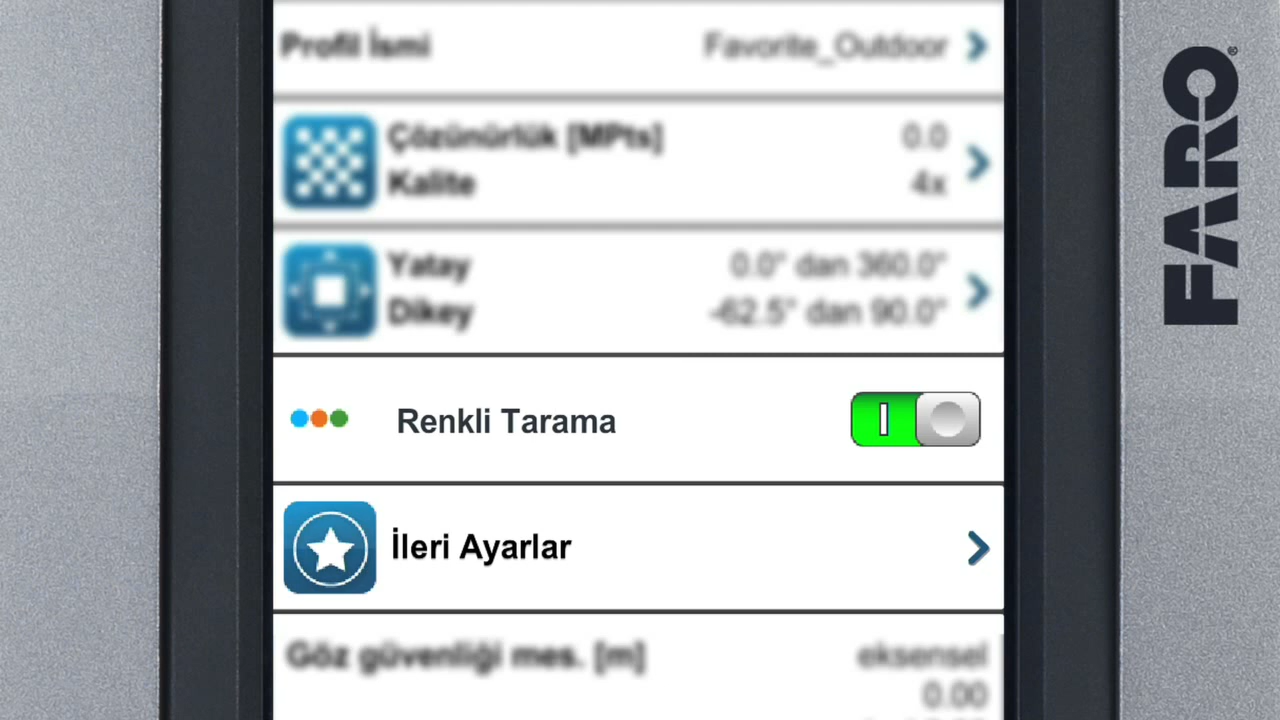 Profil İsmi Favorite_Outdoor
Çözünürlük [MPts] 0.0
Kalite 4x
Yatay 0.0° dan 360.0°
Dikey -62.5° dan 90.0°
Renkli Tarama
İleri Ayarlar
Göz güvenliği mes. [m] eksensel
0.00
FARO®